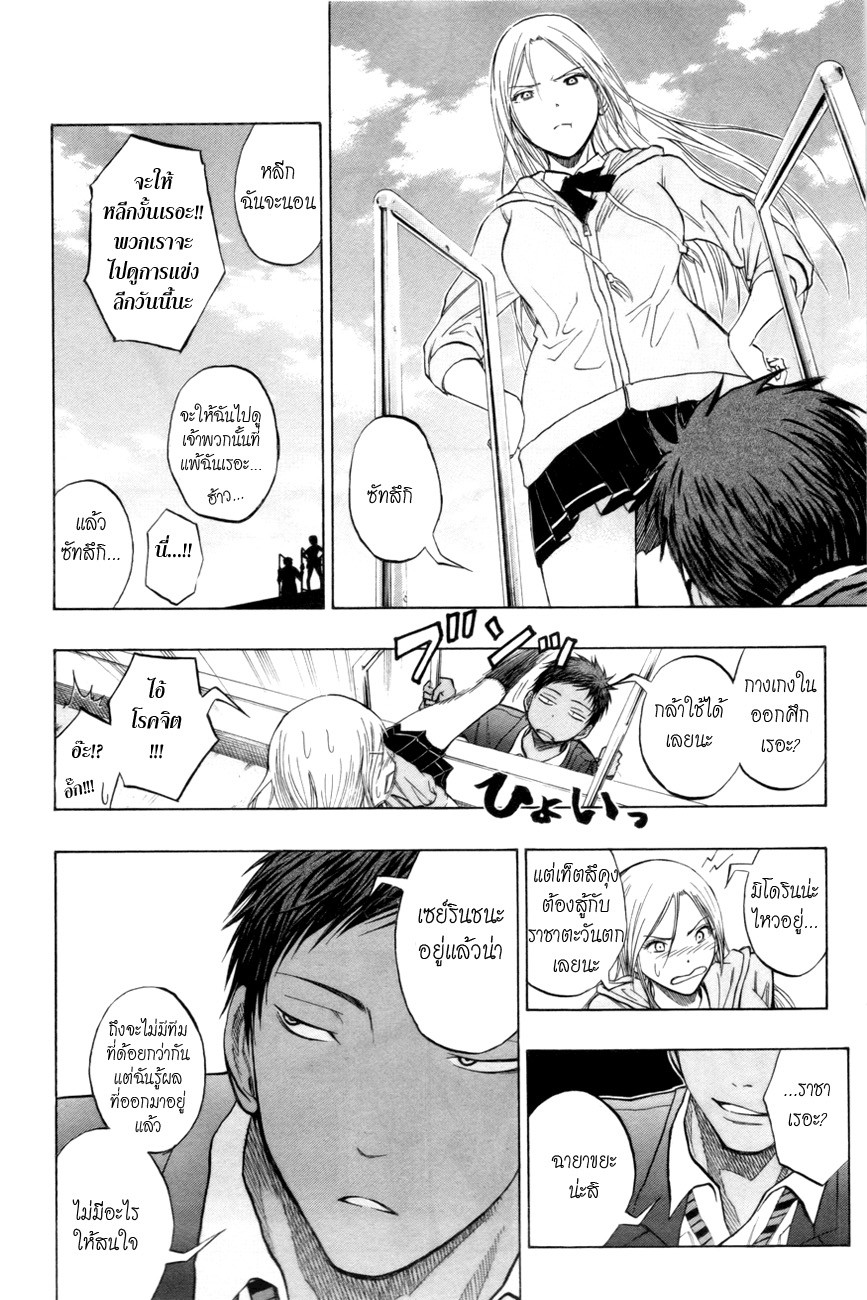 ซัทสึกิ
หลีก
ฉันจะนอน
จะให้
หลีกงั้นเรอะ!!
พวกเราจะ
ไปดูการแข่ง
ลีกวันนี้นะ
จะให้ฉันไปดู
เจ้าพวกนั้นที่
แพ้ฉันเรอะ...
ฮ้าว...
นี่...!!
แล้ว
ซัทสึกิ...
กางเกงใน
ออกศึก
เรอะ?
กล้าใช้ได้
เลยนะ
ブンッ
ひょいっ
ไอ้
โรคจิต
!!!
อ๊ะ!?
อั๊ก!!!
มิโดรินน่ะ
ไหวอยู่...
แต่เท็ตสึคุง
ต้องสู้กับ
ราชาตะวันตก
เลยนะ
...ราชา
เรอะ?
ฉายาขยะ
น่ะสิ
เซย์รินชนะ
อยู่แล้วน่า
ถึงจะไม่มีทีม
ที่ด้อยกว่ากัน
แต่ฉันรู้ผล
ที่ออกมาอยู่
แล้ว
ไม่มีอะไร
ให้สนใจ